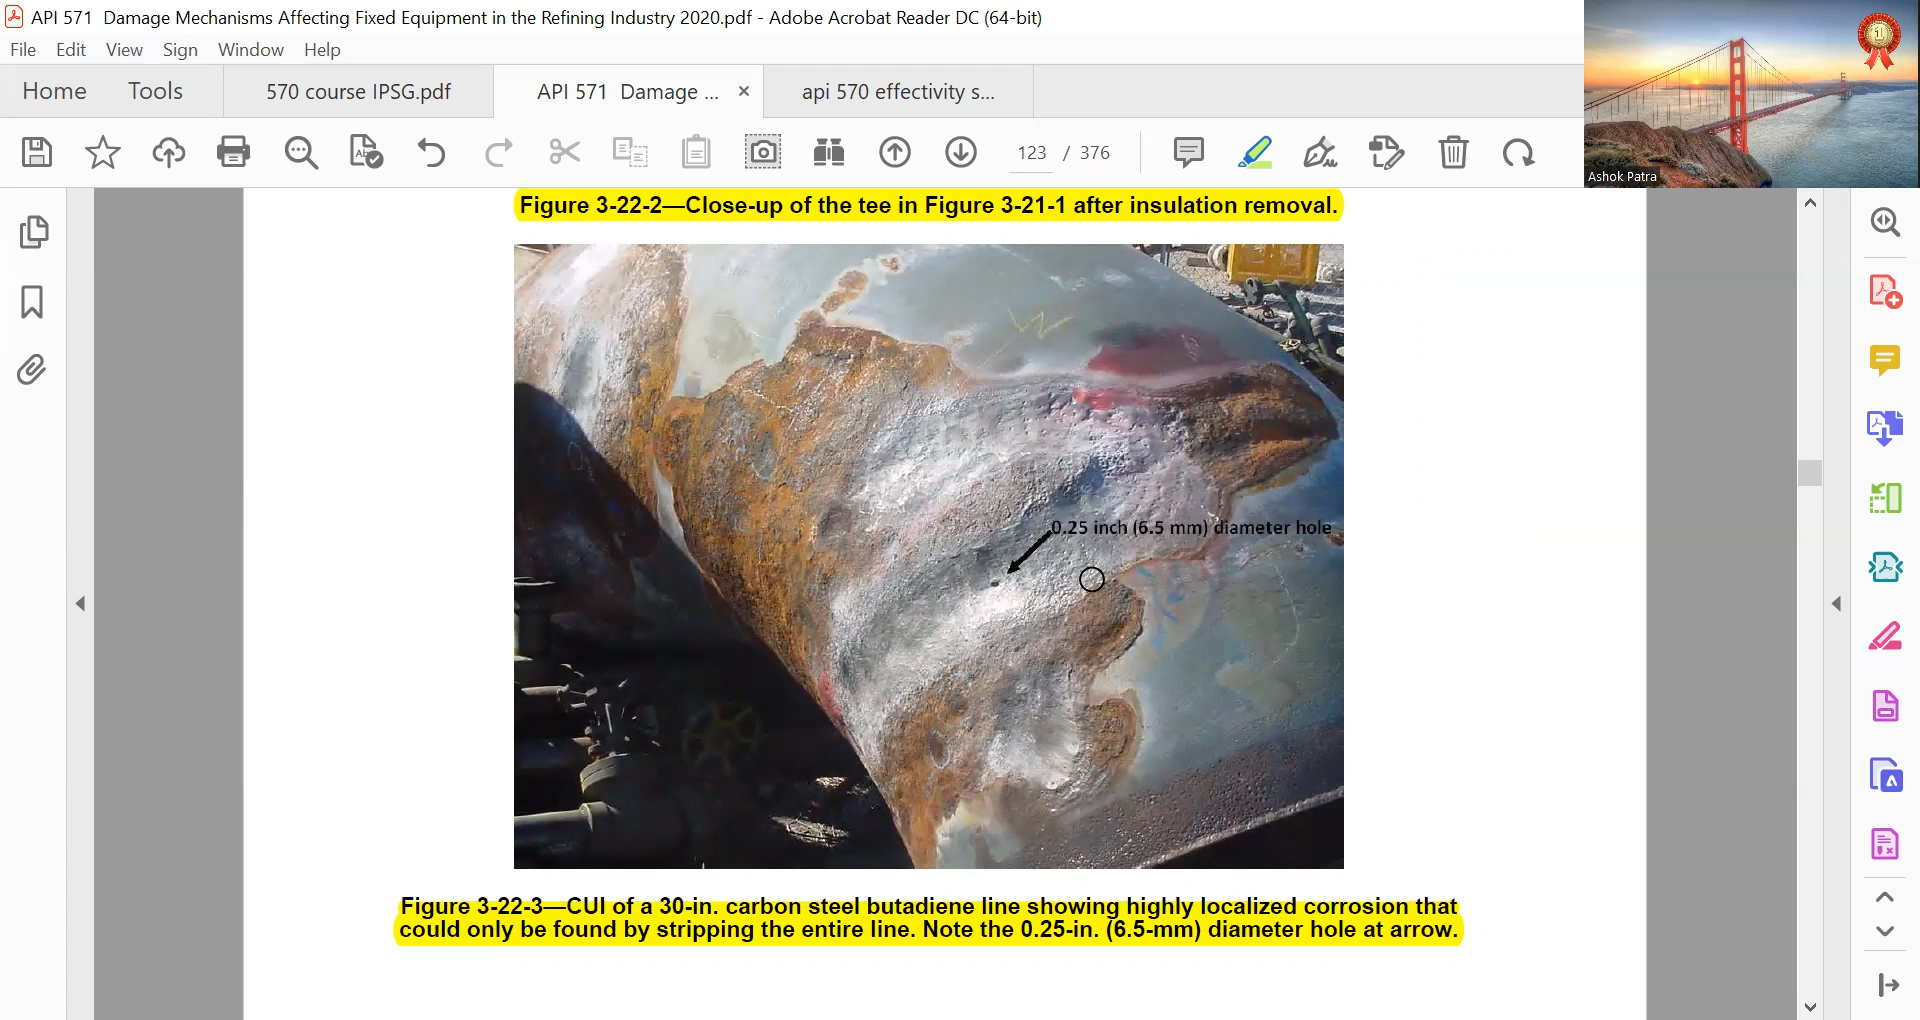 API 571  Damage Mechanisms Affecting Fixed Equipment in the Refining Industry 2020.pdf - Adobe Acrobat Reader DC (64-bit)
File Edit View Sign Window Help
Home Tools 570 course IPSG.pdf API 571  Damage ... × api 570 effectivity s...
123 / 376
Ashok Patra
Figure 3-22-2—Close-up of the tee in Figure 3-21-1 after insulation removal.
W
0.25 inch (6.5 mm) diameter hole
Figure 3-22-3—CUI of a 30-in. carbon steel butadiene line showing highly localized corrosion that
could only be found by stripping the entire line. Note the 0.25-in. (6.5-mm) diameter hole at arrow.